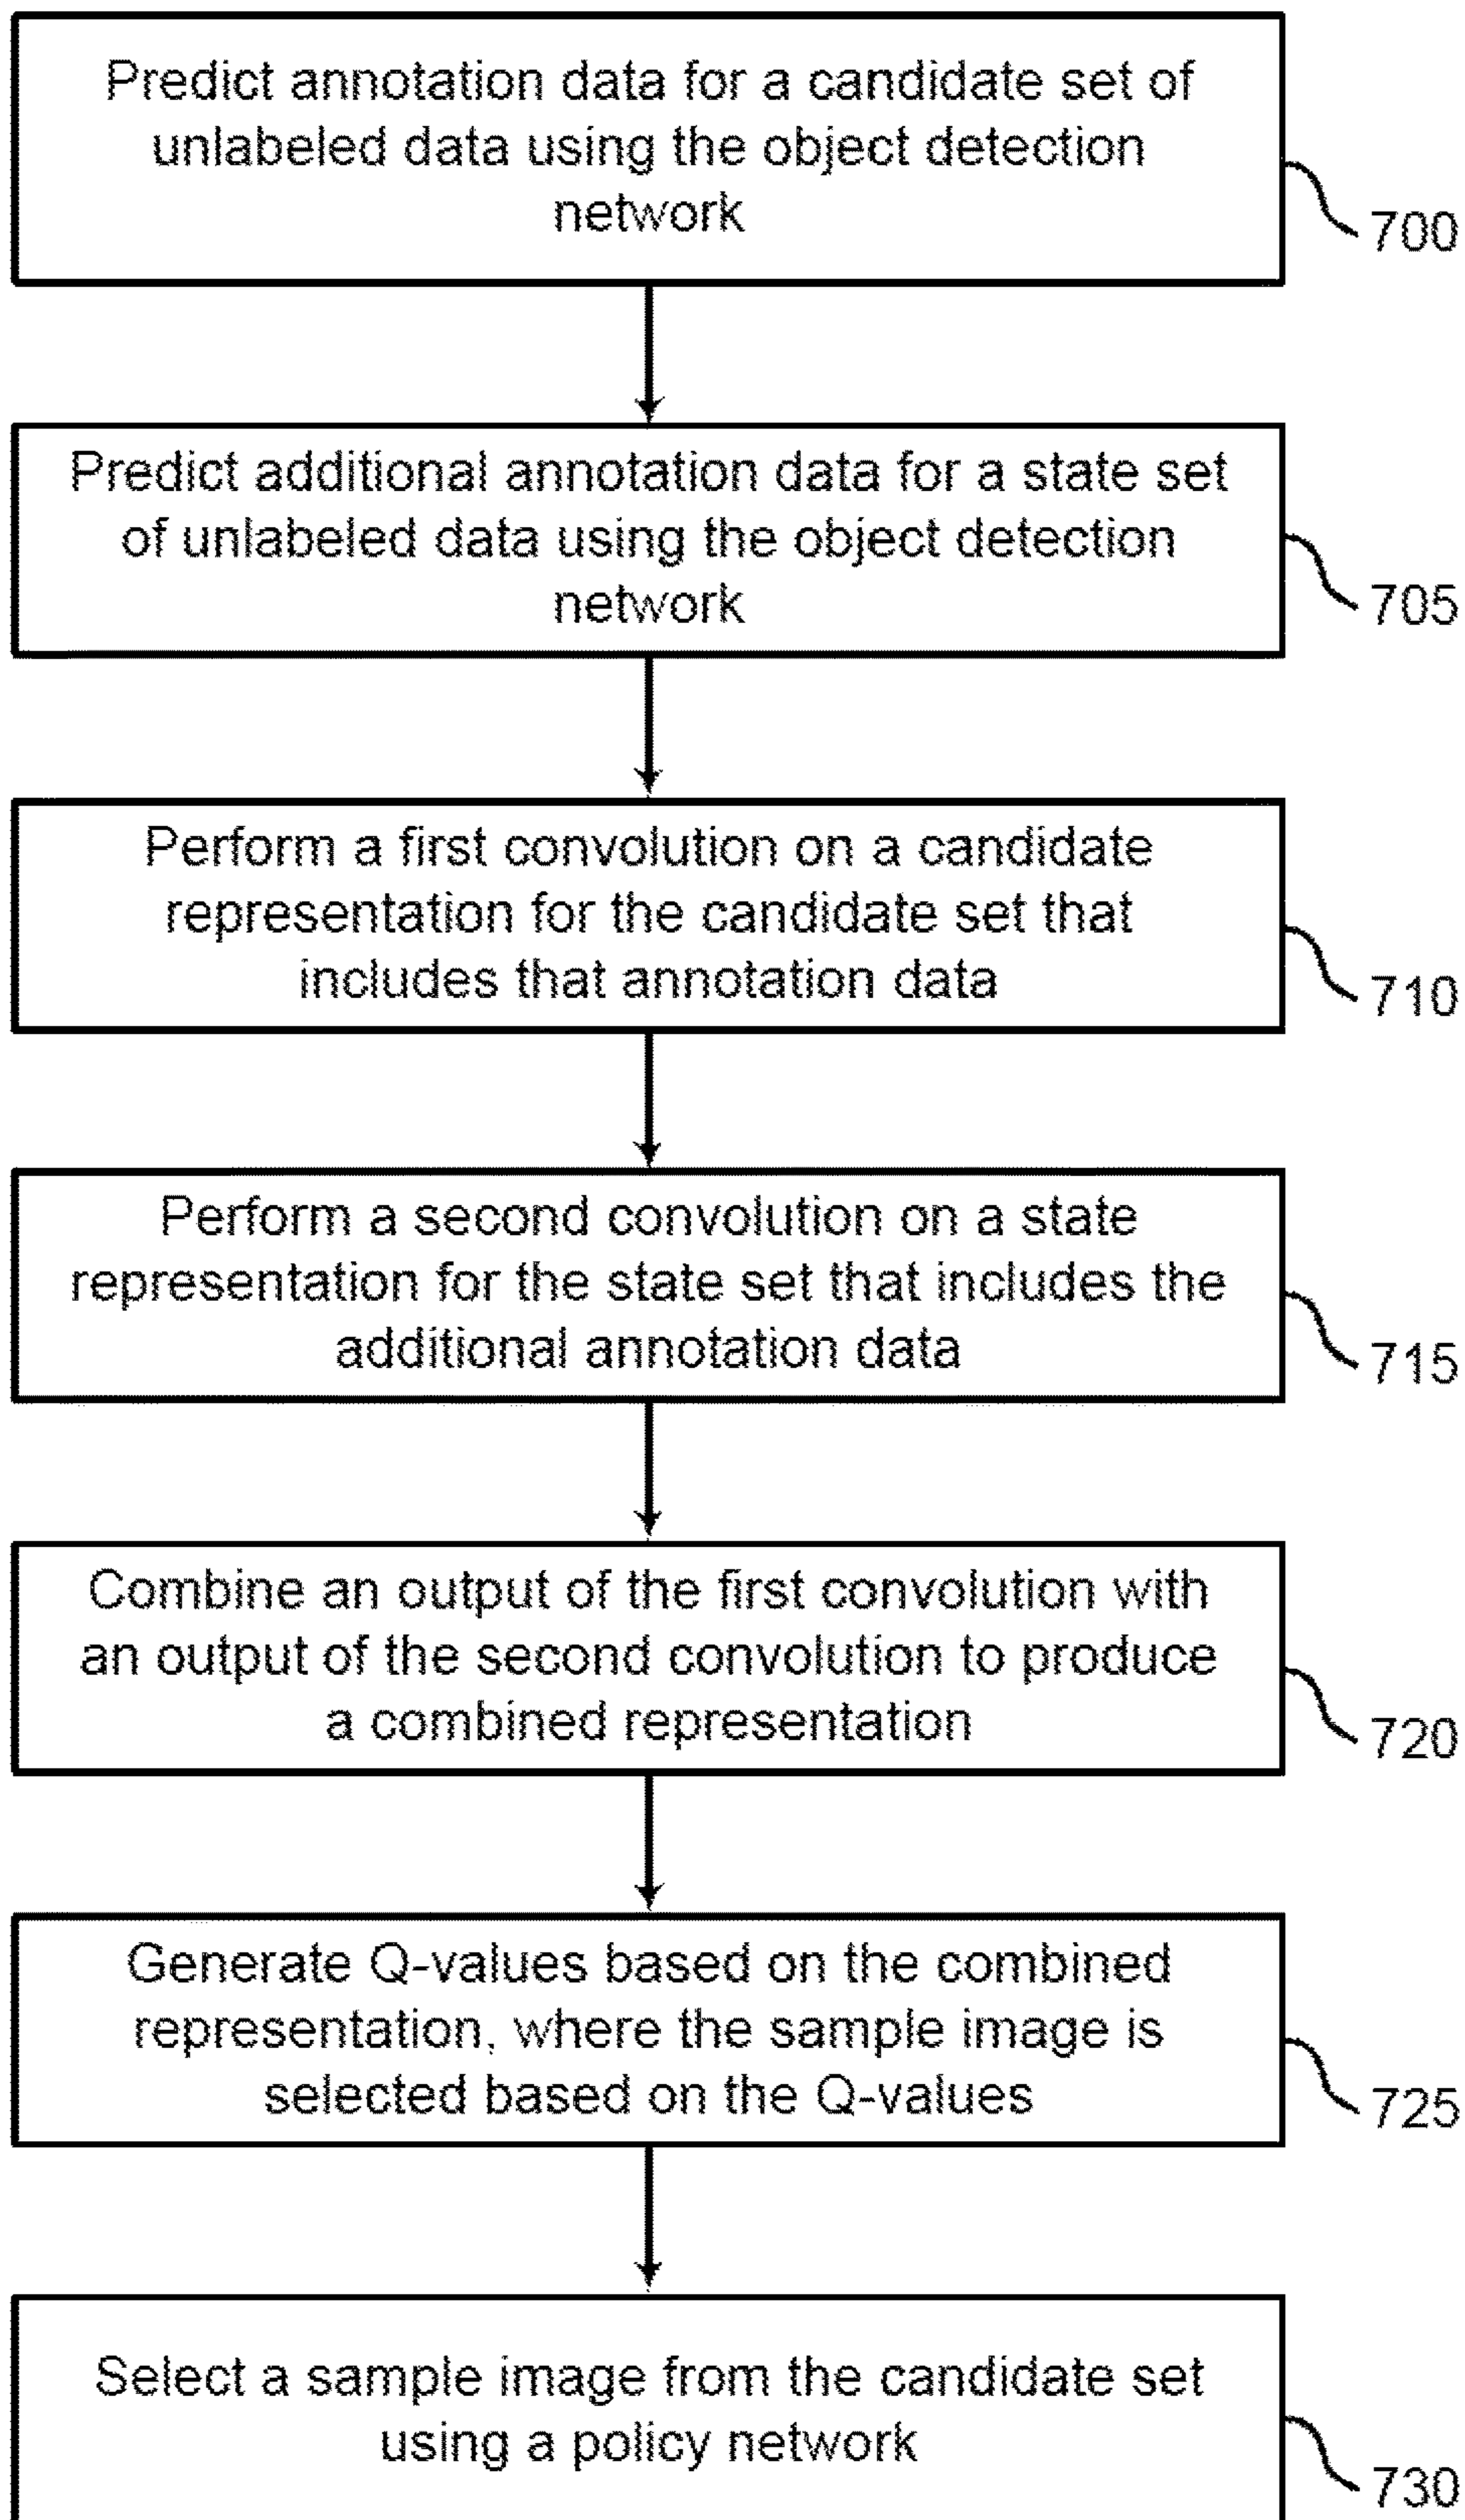 Predict annotation data for a candidate set of
unlabeled data using the object detection
network
700
Predict additional annotation data for a state set
of unlabeled data using the object detection
network
705
Perform a first convolution on a candidate
representation for the candidate set that
includes that annotation data
710
Perform a second convolution on a state
representation for the state set that includes the
additional annotation data
715
Combine an output of the first convolution with
an output of the second convolution to produce
a combined representation
720
Generate Q-values based on the combined
representation, where the sample image is
selected based on the Q-values
725
Select a sample image from the candidate set
using a policy network
730